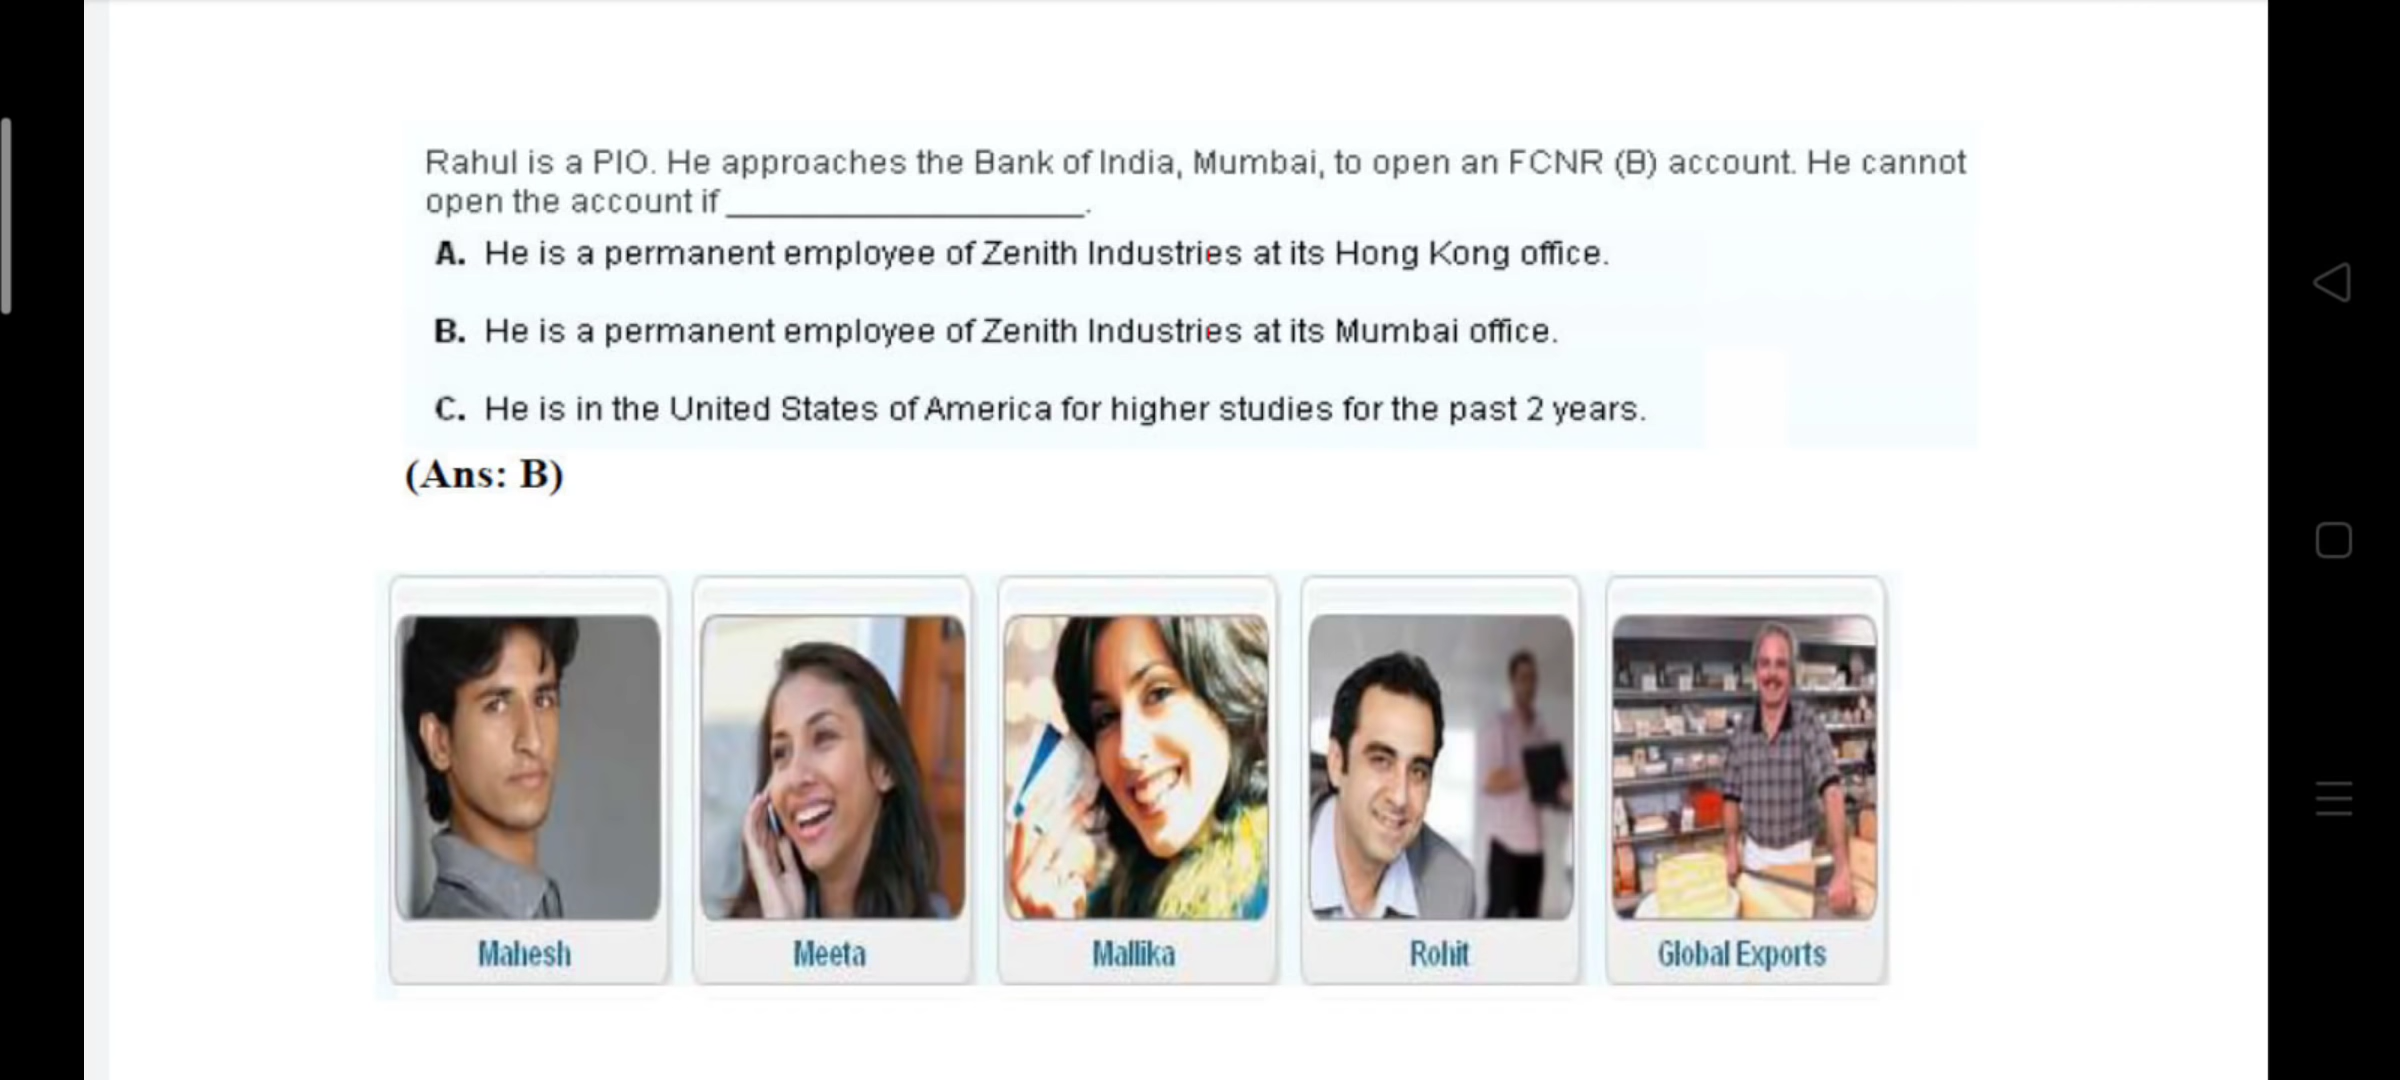 Rahul is a PIO. He approaches the Bank of India, Mumbai, to open an FCNR (B) account. He cannot
open the account if ____________________.
A. He is a permanent employee of Zenith Industries at its Hong Kong office.
B. He is a permanent employee of Zenith Industries at its Mumbai office.
C. He is in the United States of America for higher studies for the past 2 years.
(Ans: B)
Mahesh Meeta Mallika Rohit Global Exports